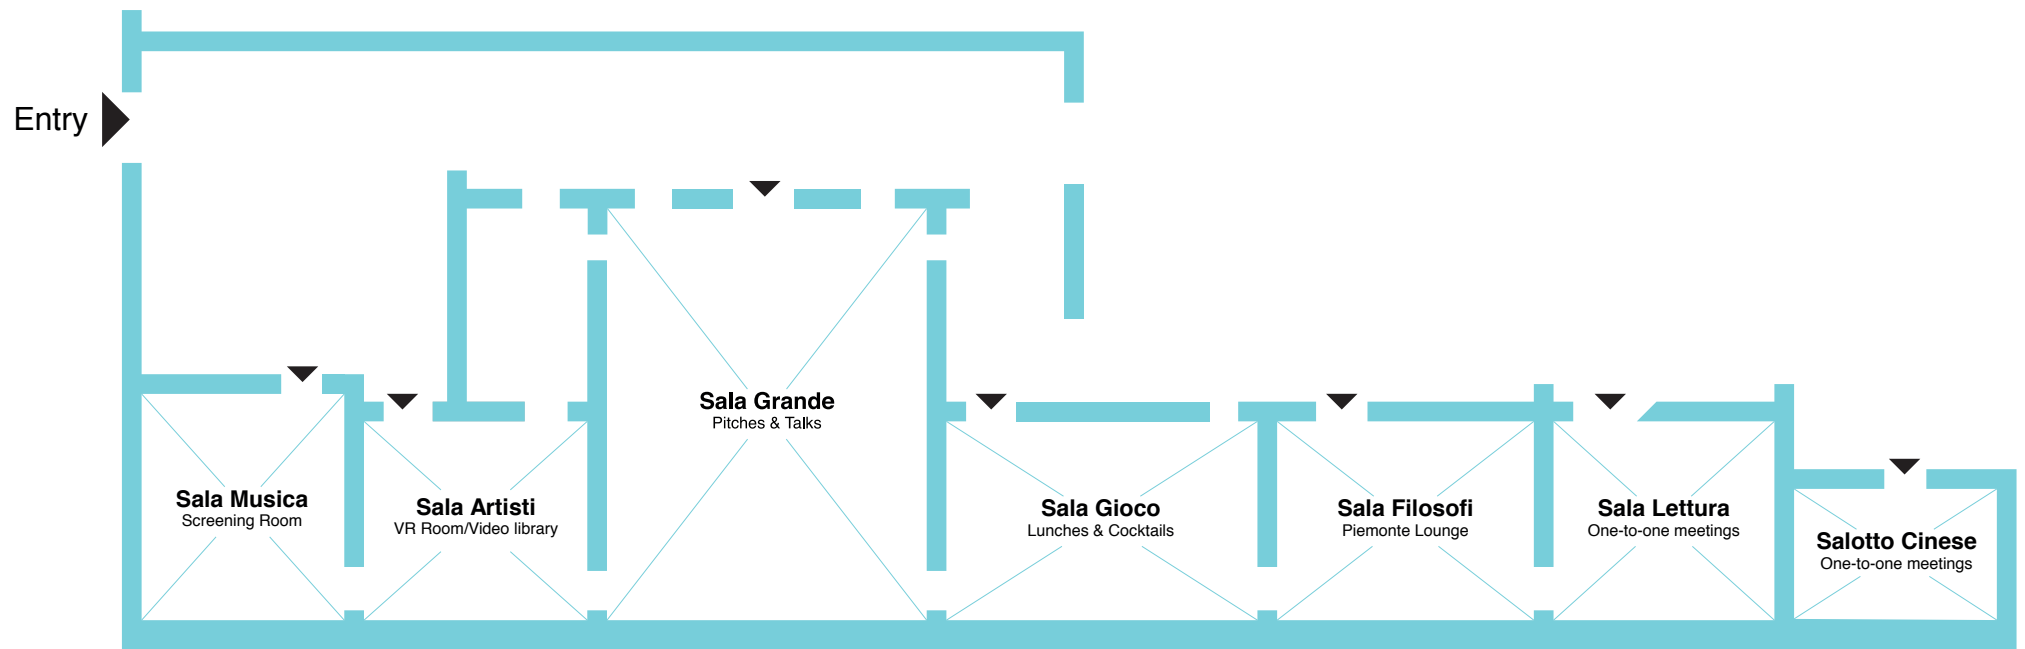 Entry
Sala Musica
Screening Room
Sala Artisti
VR Room/Video library
Sala Grande
Pitches & Talks
Sala Gioco
Lunches & Cocktails
Sala Filosofi
Piemonte Lounge
Sala Lettura
One-to-one meetings
Salotto Cinese
One-to-one meetings